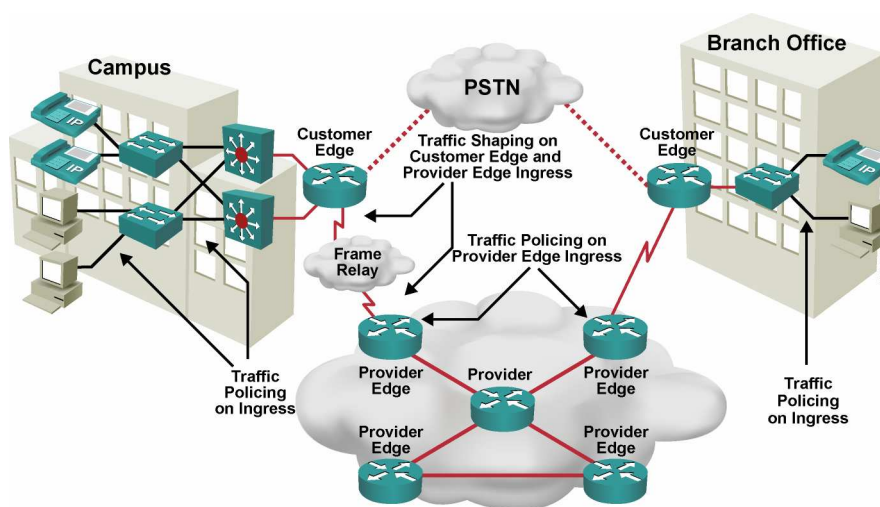 Campus
IP
IP
PSTN
Branch Office
Customer
Edge
Traffic Shaping on
Customer Edge and
Provider Edge Ingress
Customer
Edge
IP
Frame
Relay
Traffic Policing on
Provider Edge Ingress
Traffic
Policing
on Ingress
Provider
Edge
Provider
Provider
Edge
Traffic
Policing
on Ingress
Provider
Edge
Provider
Edge